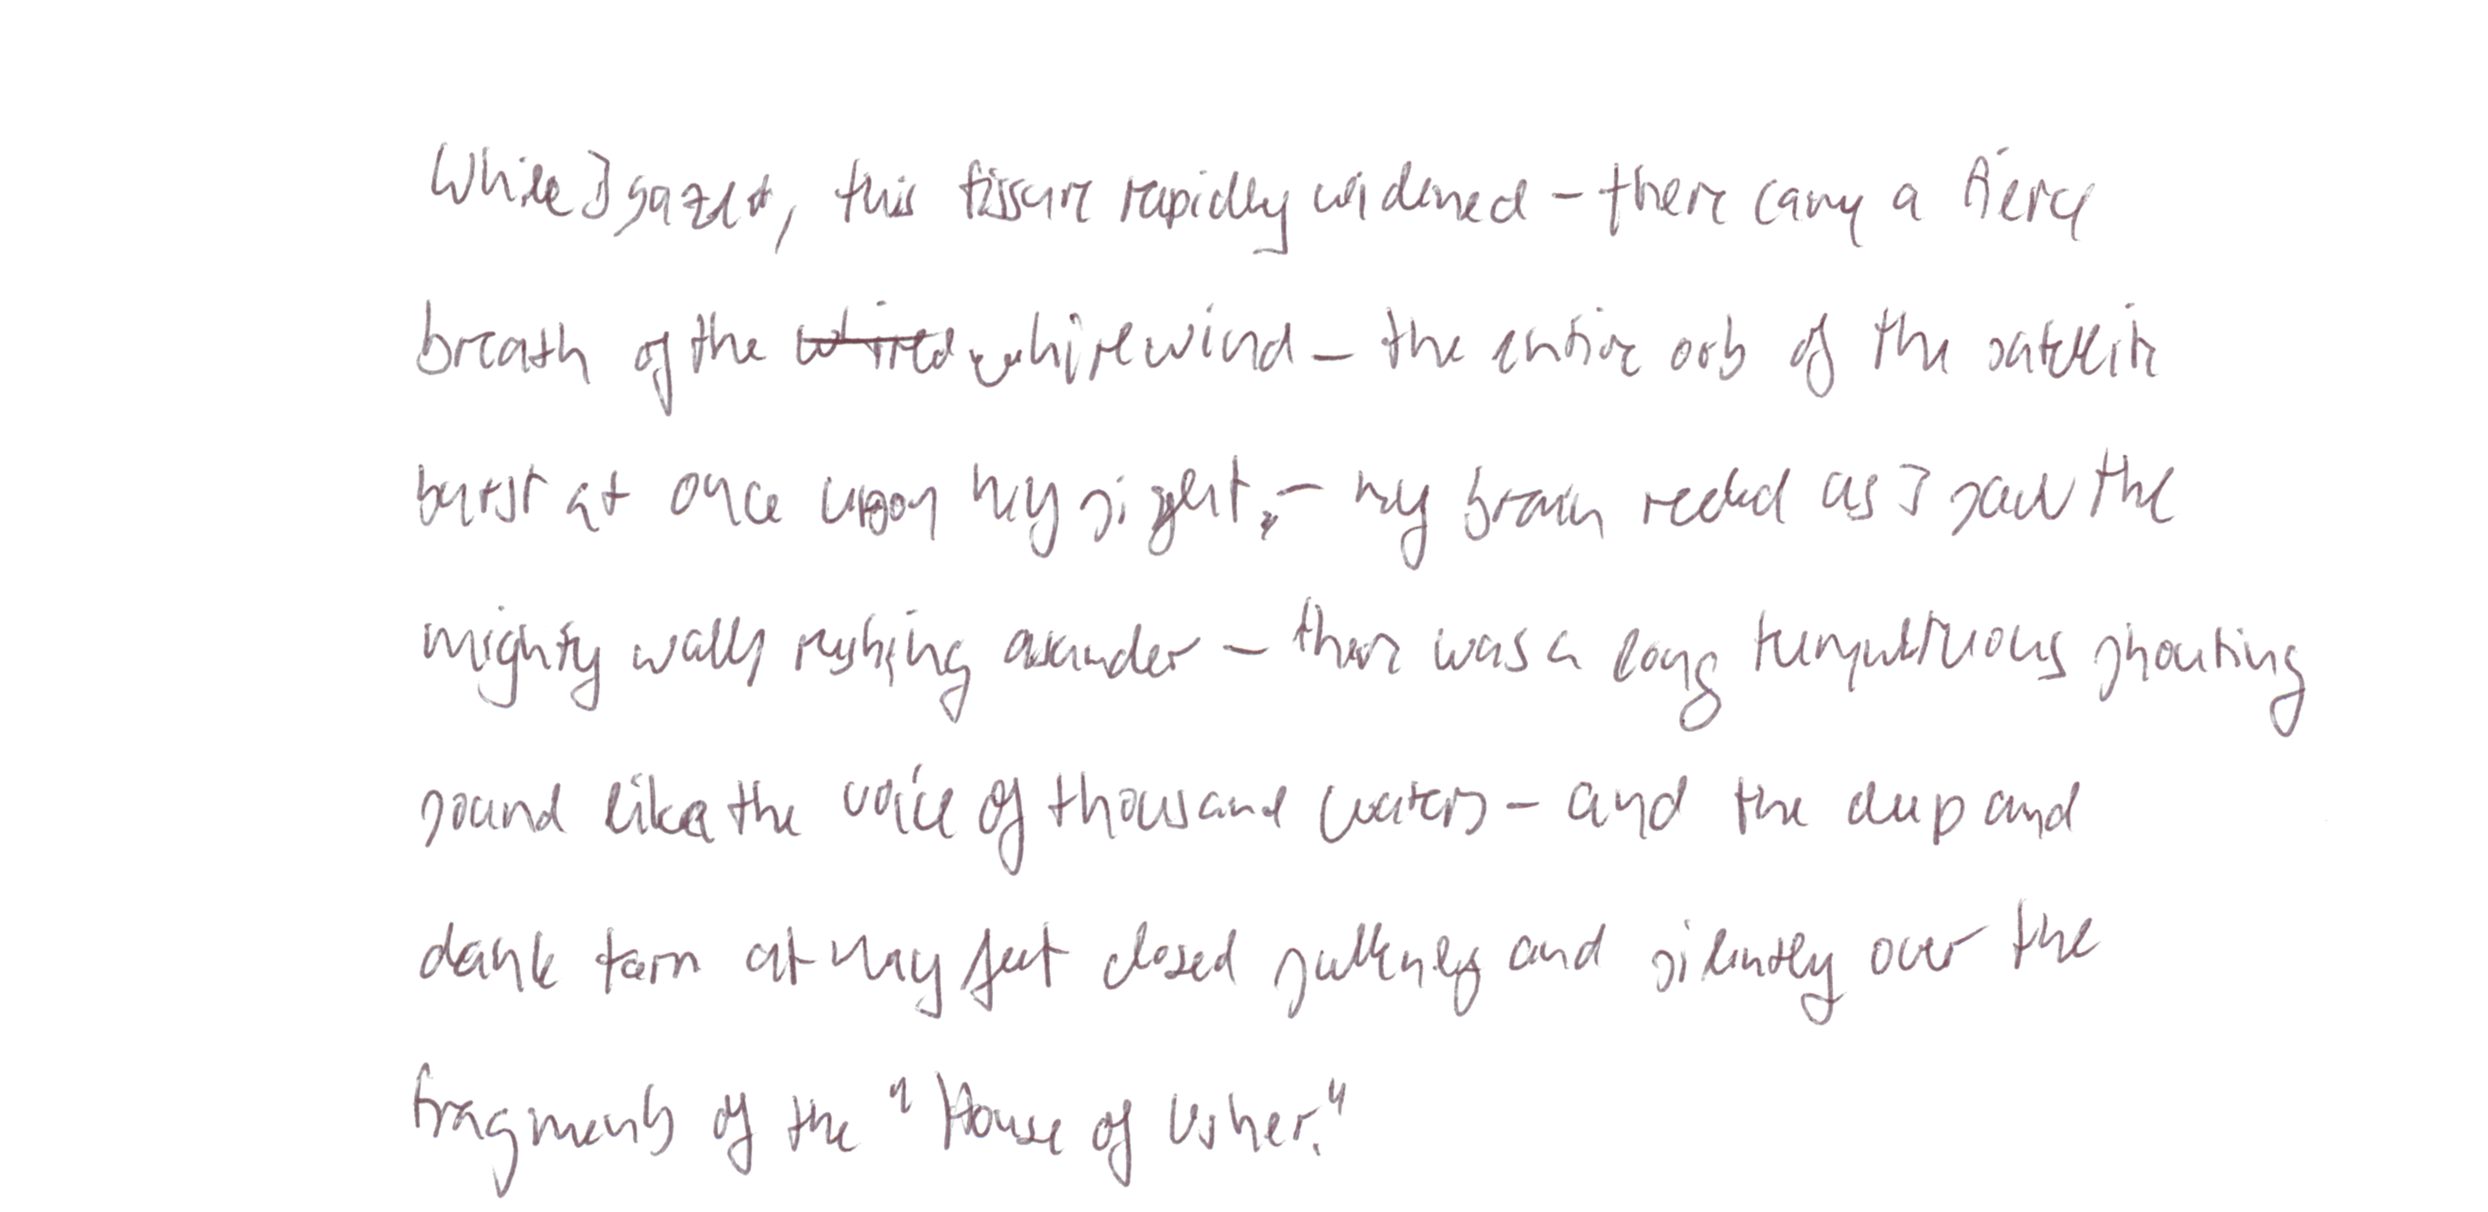 While I gazed, this fissure rapidly widened – there came a fierce
breath of the whirlwind – the entire orb of the satellite
burst at once upon my sight, – my brain reeled as I saw the
mighty walls rushing asunder – there was a long tumultuous shouting
sound like the voice of thousand waters – and the deep and
dank tarn at my feet closed sullenly and silently over the
fragments of the "House of Usher."